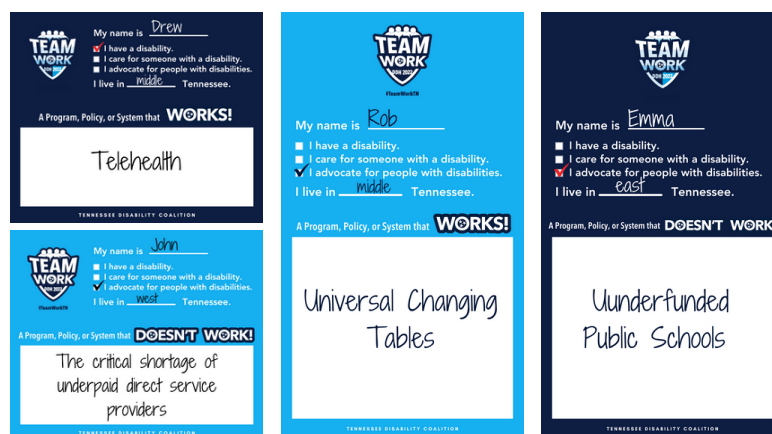 TEAM
WORK
DDH 2022
My name is Drew
I have a disability.
I care for someone with a disability.
I advocate for people with disabilities.
I live in middle Tennessee.
A Program, Policy, or System that WORKS!
Telehealth
TENNESSEE DISABILITY COALITION
TEAM
WORK
DDH 2022
#TeamWorkTN
My name is John
I have a disability.
I care for someone with a disability.
I advocate for people with disabilities.
I live in west Tennessee.
A Program, Policy, or System that DOESN'T WORK!
The critical shortage of
underpaid direct service
providers
TENNESSEE DISABILITY COALITION
TEAM
WORK
DDH 2022
#TeamWorkTN
My name is Rob
I have a disability.
I care for someone with a disability.
I advocate for people with disabilities.
I live in middle Tennessee.
A Program, Policy, or System that WORKS!
Universal Changing
Tables
TENNESSEE DISABILITY COALITION
TEAM
WORK
DDH 2022
My name is Emma
I have a disability.
I care for someone with a disability.
I advocate for people with disabilities.
I live in east Tennessee.
A Program, Policy, or System that DOESN'T WORK
Uunderfunded
Public Schools
TENNESSEE DISABILITY COALITION